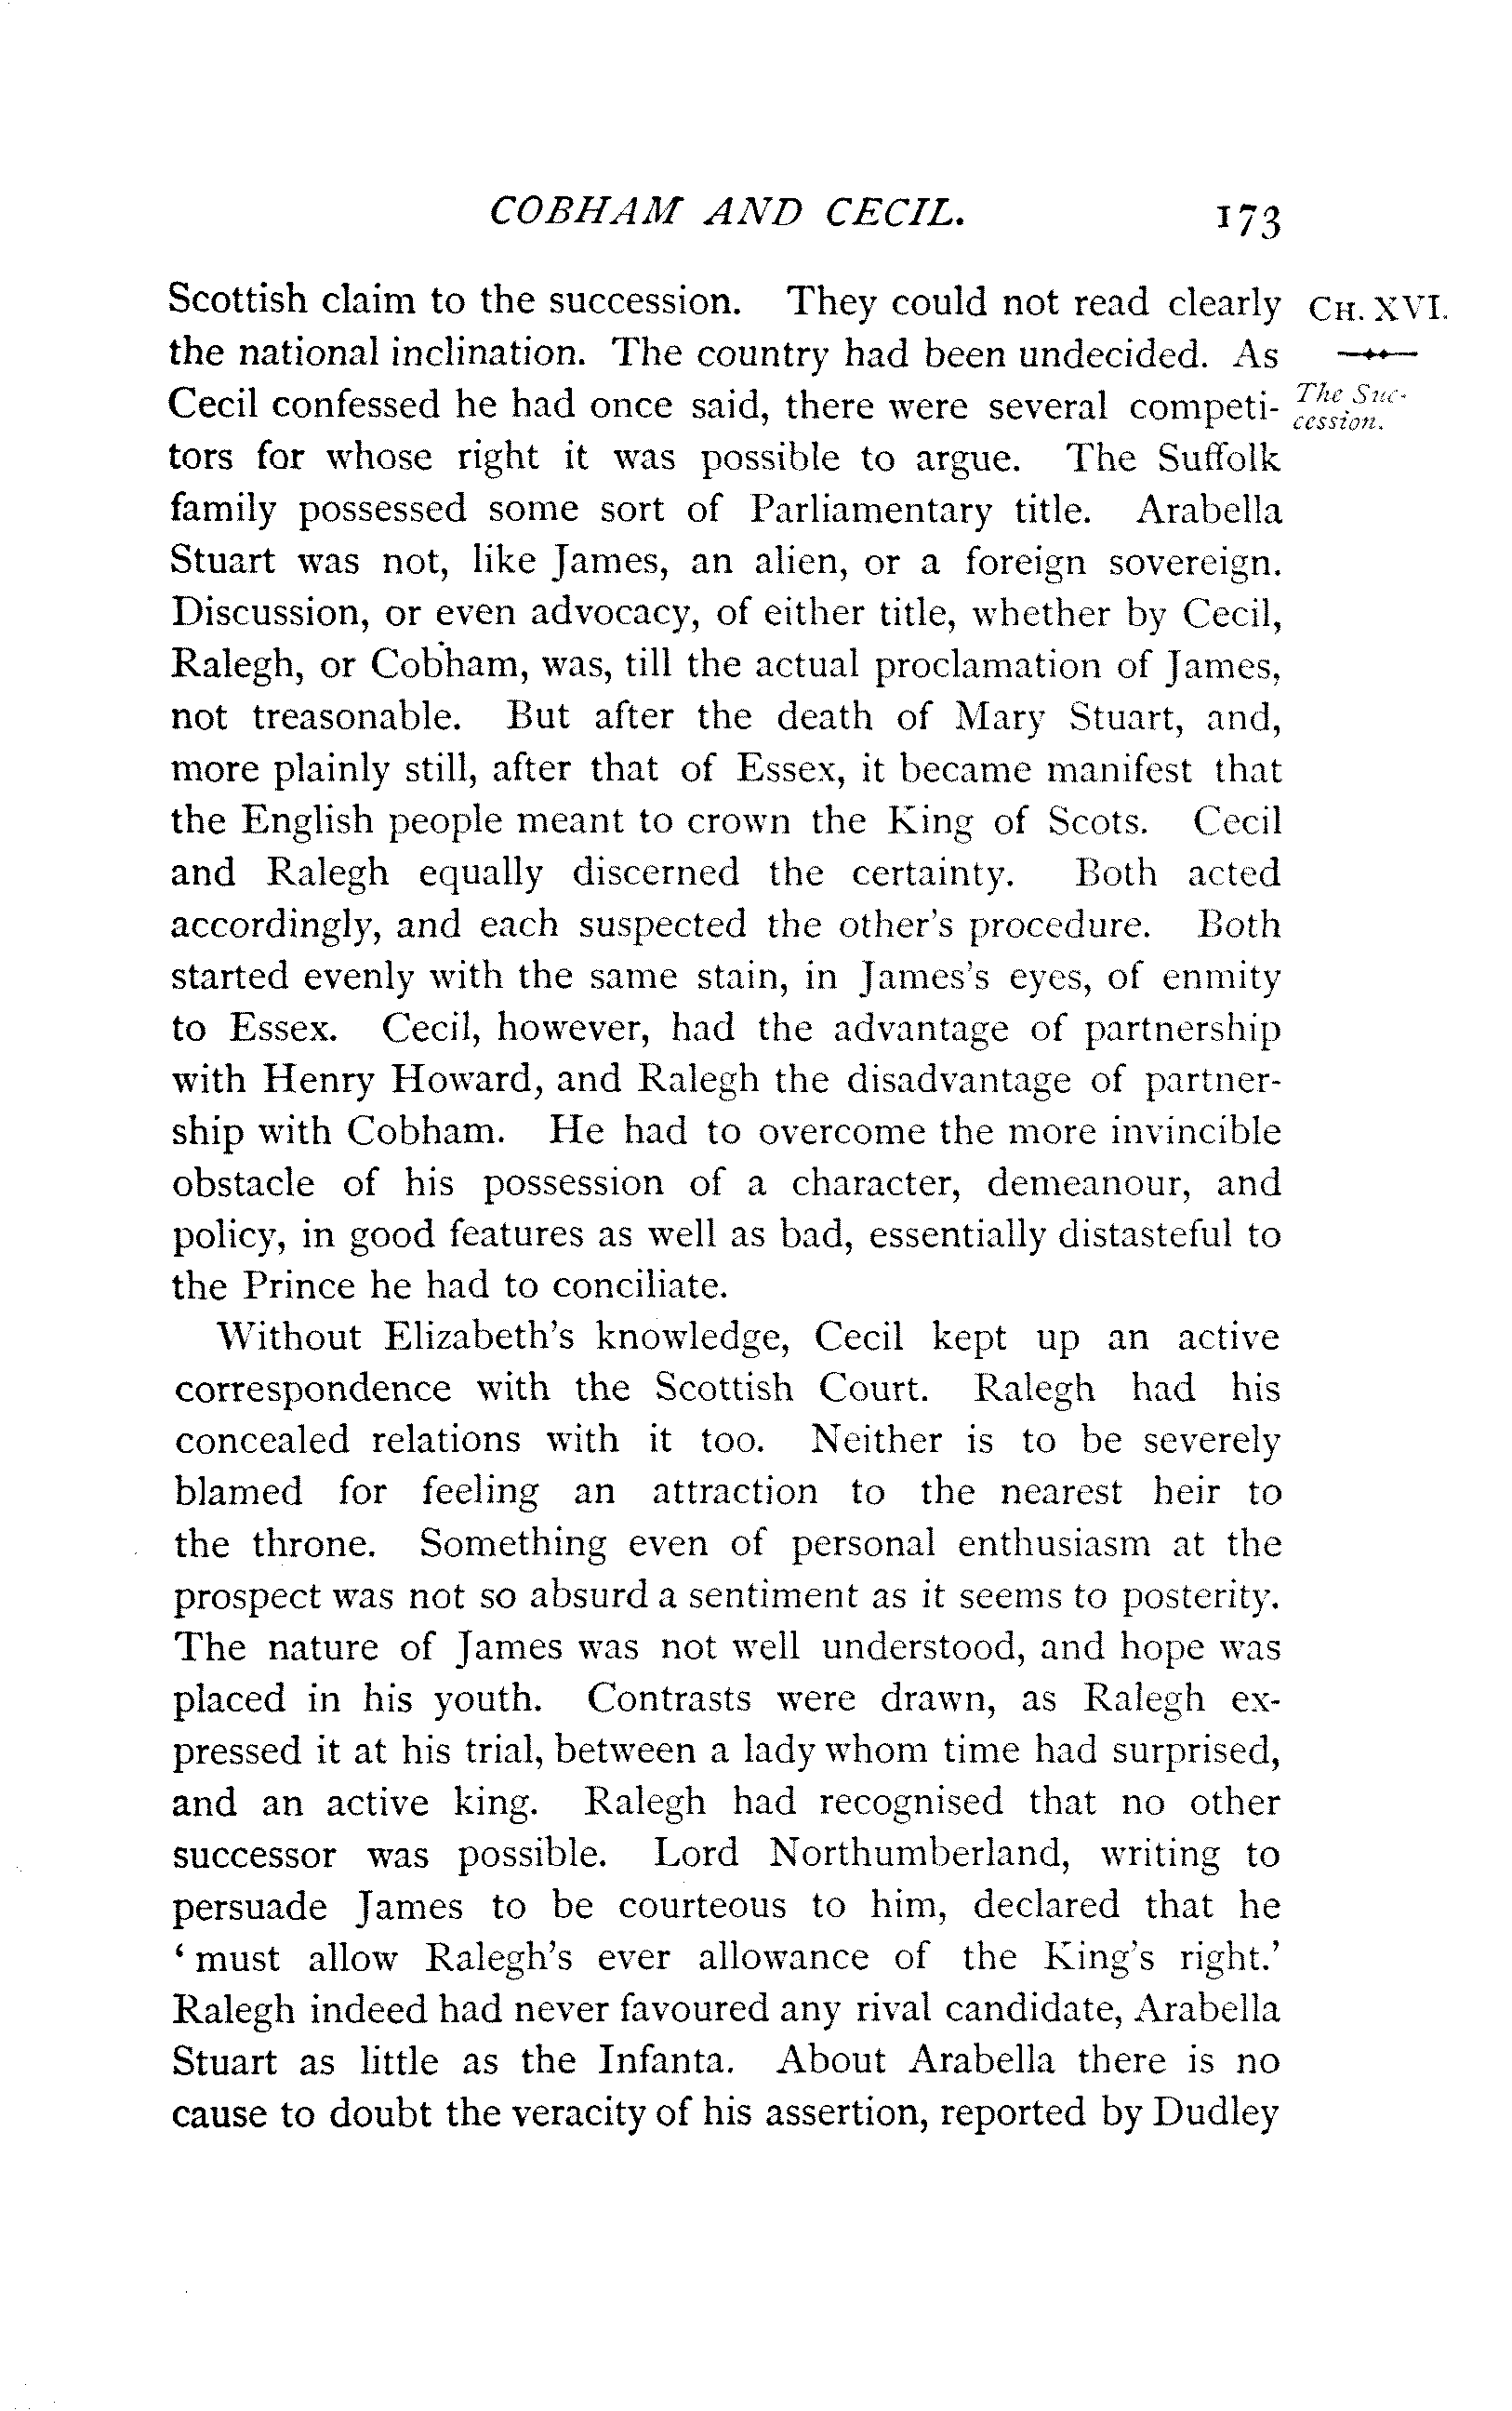 COBHAM AND CECIL. 173
Scottish claim to the succession. They could not read clearly CH. XVI.
the national inclination. The country had been undecided. As
Cecil confessed he had once said, there were several competi- The Suc-
cession.
tors for whose right it was possible to argue. The Suffolk
family possessed some sort of Parliamentary title. Arabella
Stuart was not, like James, an alien, or a foreign sovereign.
Discussion, or even advocacy, of either title, whether by Cecil,
Ralegh, or Cobham, was, till the actual proclamation of James,
not treasonable. But after the death of Mary Stuart, and,
more plainly still, after that of Essex, it became manifest that
the English people meant to crown the King of Scots. Cecil
and Ralegh equally discerned the certainty. Both acted
accordingly, and each suspected the other's procedure. Both
started evenly with the same stain, in James's eyes, of enmity
to Essex. Cecil, however, had the advantage of partnership
with Henry Howard, and Ralegh the disadvantage of partner-
ship with Cobham. He had to overcome the more invincible
obstacle of his possession of a character, demeanour, and
policy, in good features as well as bad, essentially distasteful to
the Prince he had to conciliate.
Without Elizabeth's knowledge, Cecil kept up an active
correspondence with the Scottish Court. Ralegh had his
concealed relations with it too. Neither is to be severely
blamed for feeling an attraction to the nearest heir to
the throne. Something even of personal enthusiasm at the
prospect was not so absurd a sentiment as it seems to posterity.
The nature of James was not well understood, and hope was
placed in his youth. Contrasts were drawn, as Ralegh ex-
pressed it at his trial, between a lady whom time had surprised,
and an active king. Ralegh had recognised that no other
successor was possible. Lord Northumberland, writing to
persuade James to be courteous to him, declared that he
‘must allow Ralegh's ever allowance of the King's right.’
Ralegh indeed had never favoured any rival candidate, Arabella
Stuart as little as the Infanta. About Arabella there is no
cause to doubt the veracity of his assertion, reported by Dudley